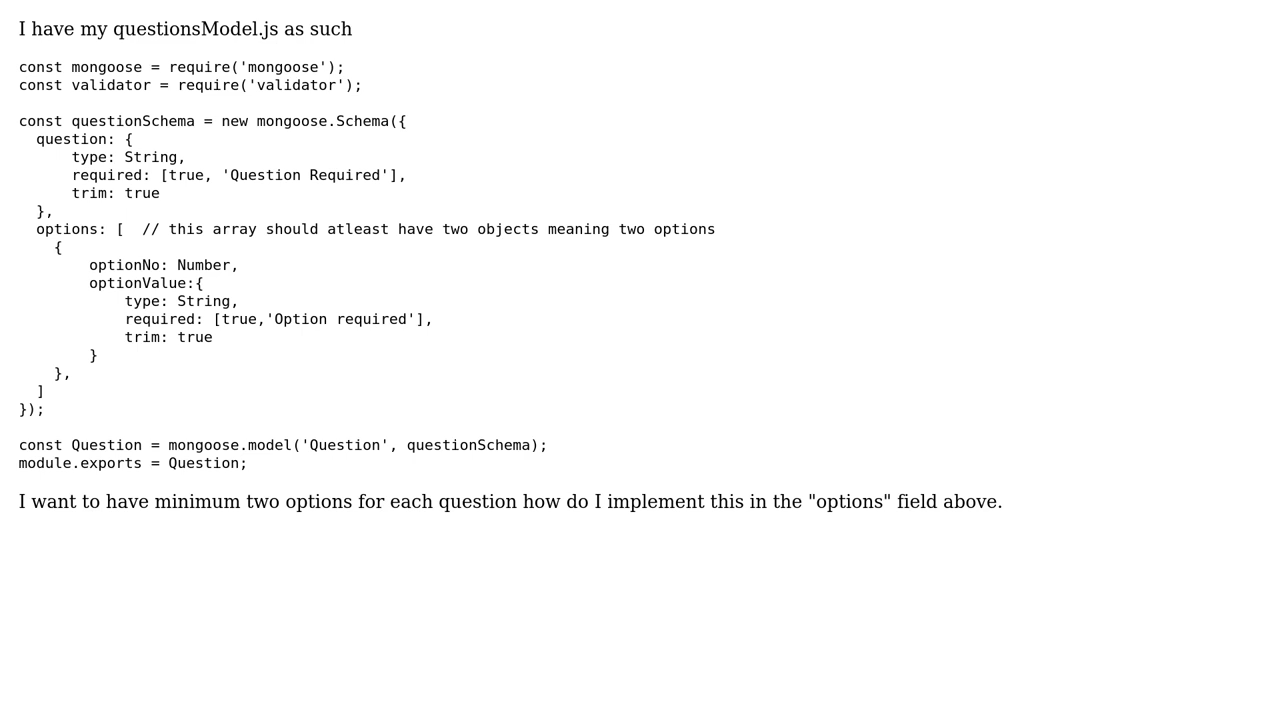 I have my questionsModel.js as such
const mongoose = require('mongoose');
const validator = require('validator');

const questionSchema = new mongoose.Schema({
  question: {
      type: String,
      required: [true, 'Question Required'],
      trim: true
  },
  options: [  // this array should atleast have two objects meaning two options
    {
        optionNo: Number,
        optionValue:{
            type: String,
            required: [true,'Option required'],
            trim: true
        }
    },
  ]
});

const Question = mongoose.model('Question', questionSchema);
module.exports = Question;
I want to have minimum two options for each question how do I implement this in the "options" field above.